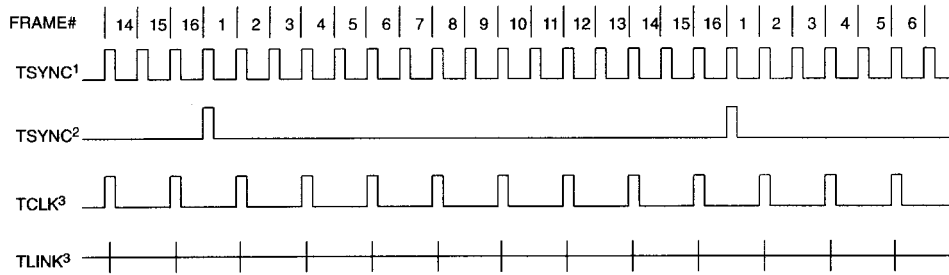 FRAME# 14 15 16 1 2 3 4 5 6 7 8 9 10 11 12 13 14 15 16 1 2 3 4 5 6
TSYNC1
TSYNC2
TCLK3
TLINK3